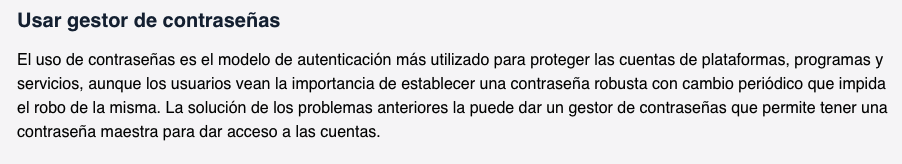 Usar gestor de contraseñas
El uso de contraseñas es el modelo de autenticación más utilizado para proteger las cuentas de plataformas, programas y
servicios, aunque los usuarios vean la importancia de establecer una contraseña robusta con cambio periódico que impida
el robo de la misma. La solución de los problemas anteriores la puede dar un gestor de contraseñas que permite tener una
contraseña maestra para dar acceso a las cuentas.